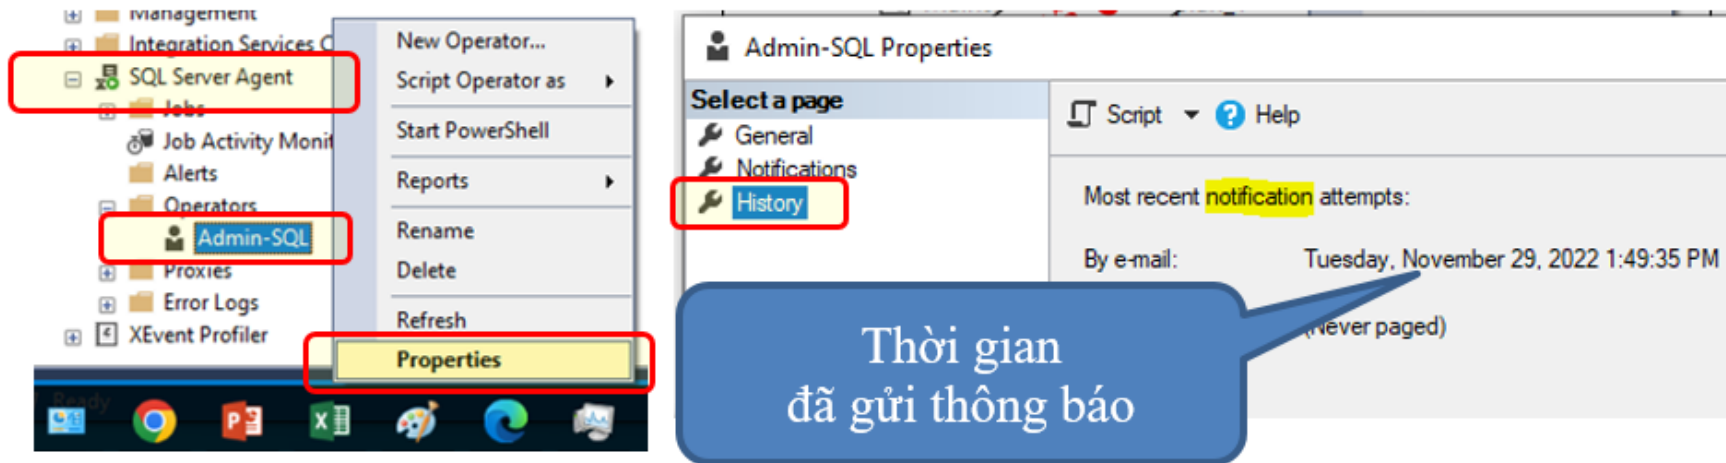 Management
Integration Services C
SQL Server Agent
Jobs
Job Activity Monit
Alerts
Operators
Admin-SQL
Proxies
Error Logs
XEvent Profiler
Ready
New Operator...
Script Operator as
Start PowerShell
Reports
Rename
Delete
Refresh
Properties
Admin-SQL Properties
Select a page
General
Notifications
History
Script
Help
Most recent notification attempts:
By e-mail: Tuesday, November 29, 2022 1:49:35 PM
(Never paged)
Thời gian
đã gửi thông báo